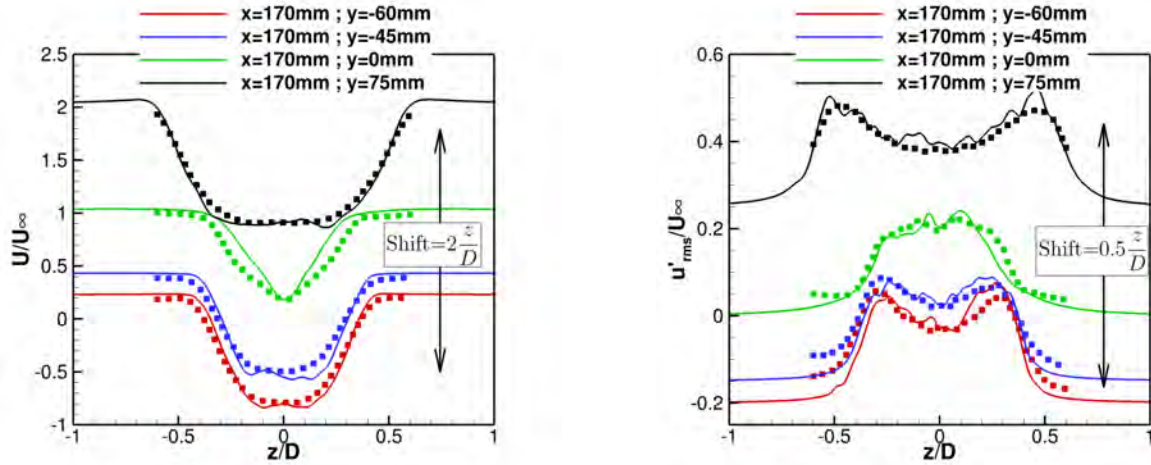 x=170mm ; y=-60mm
x=170mm ; y=-45mm
x=170mm ; y=0mm
x=170mm ; y=75mm
2.5
2
1.5
1
0.5
0
-0.5
-1
U/U∞
Shift=2 z/D
-1
-0.5
0
0.5
1
z/D
x=170mm ; y=-60mm
x=170mm ; y=-45mm
x=170mm ; y=0mm
x=170mm ; y=75mm
0.6
0.4
0.2
0
-0.2
u'rms/U∞
Shift=0.5 z/D
-1
-0.5
0
0.5
1
z/D